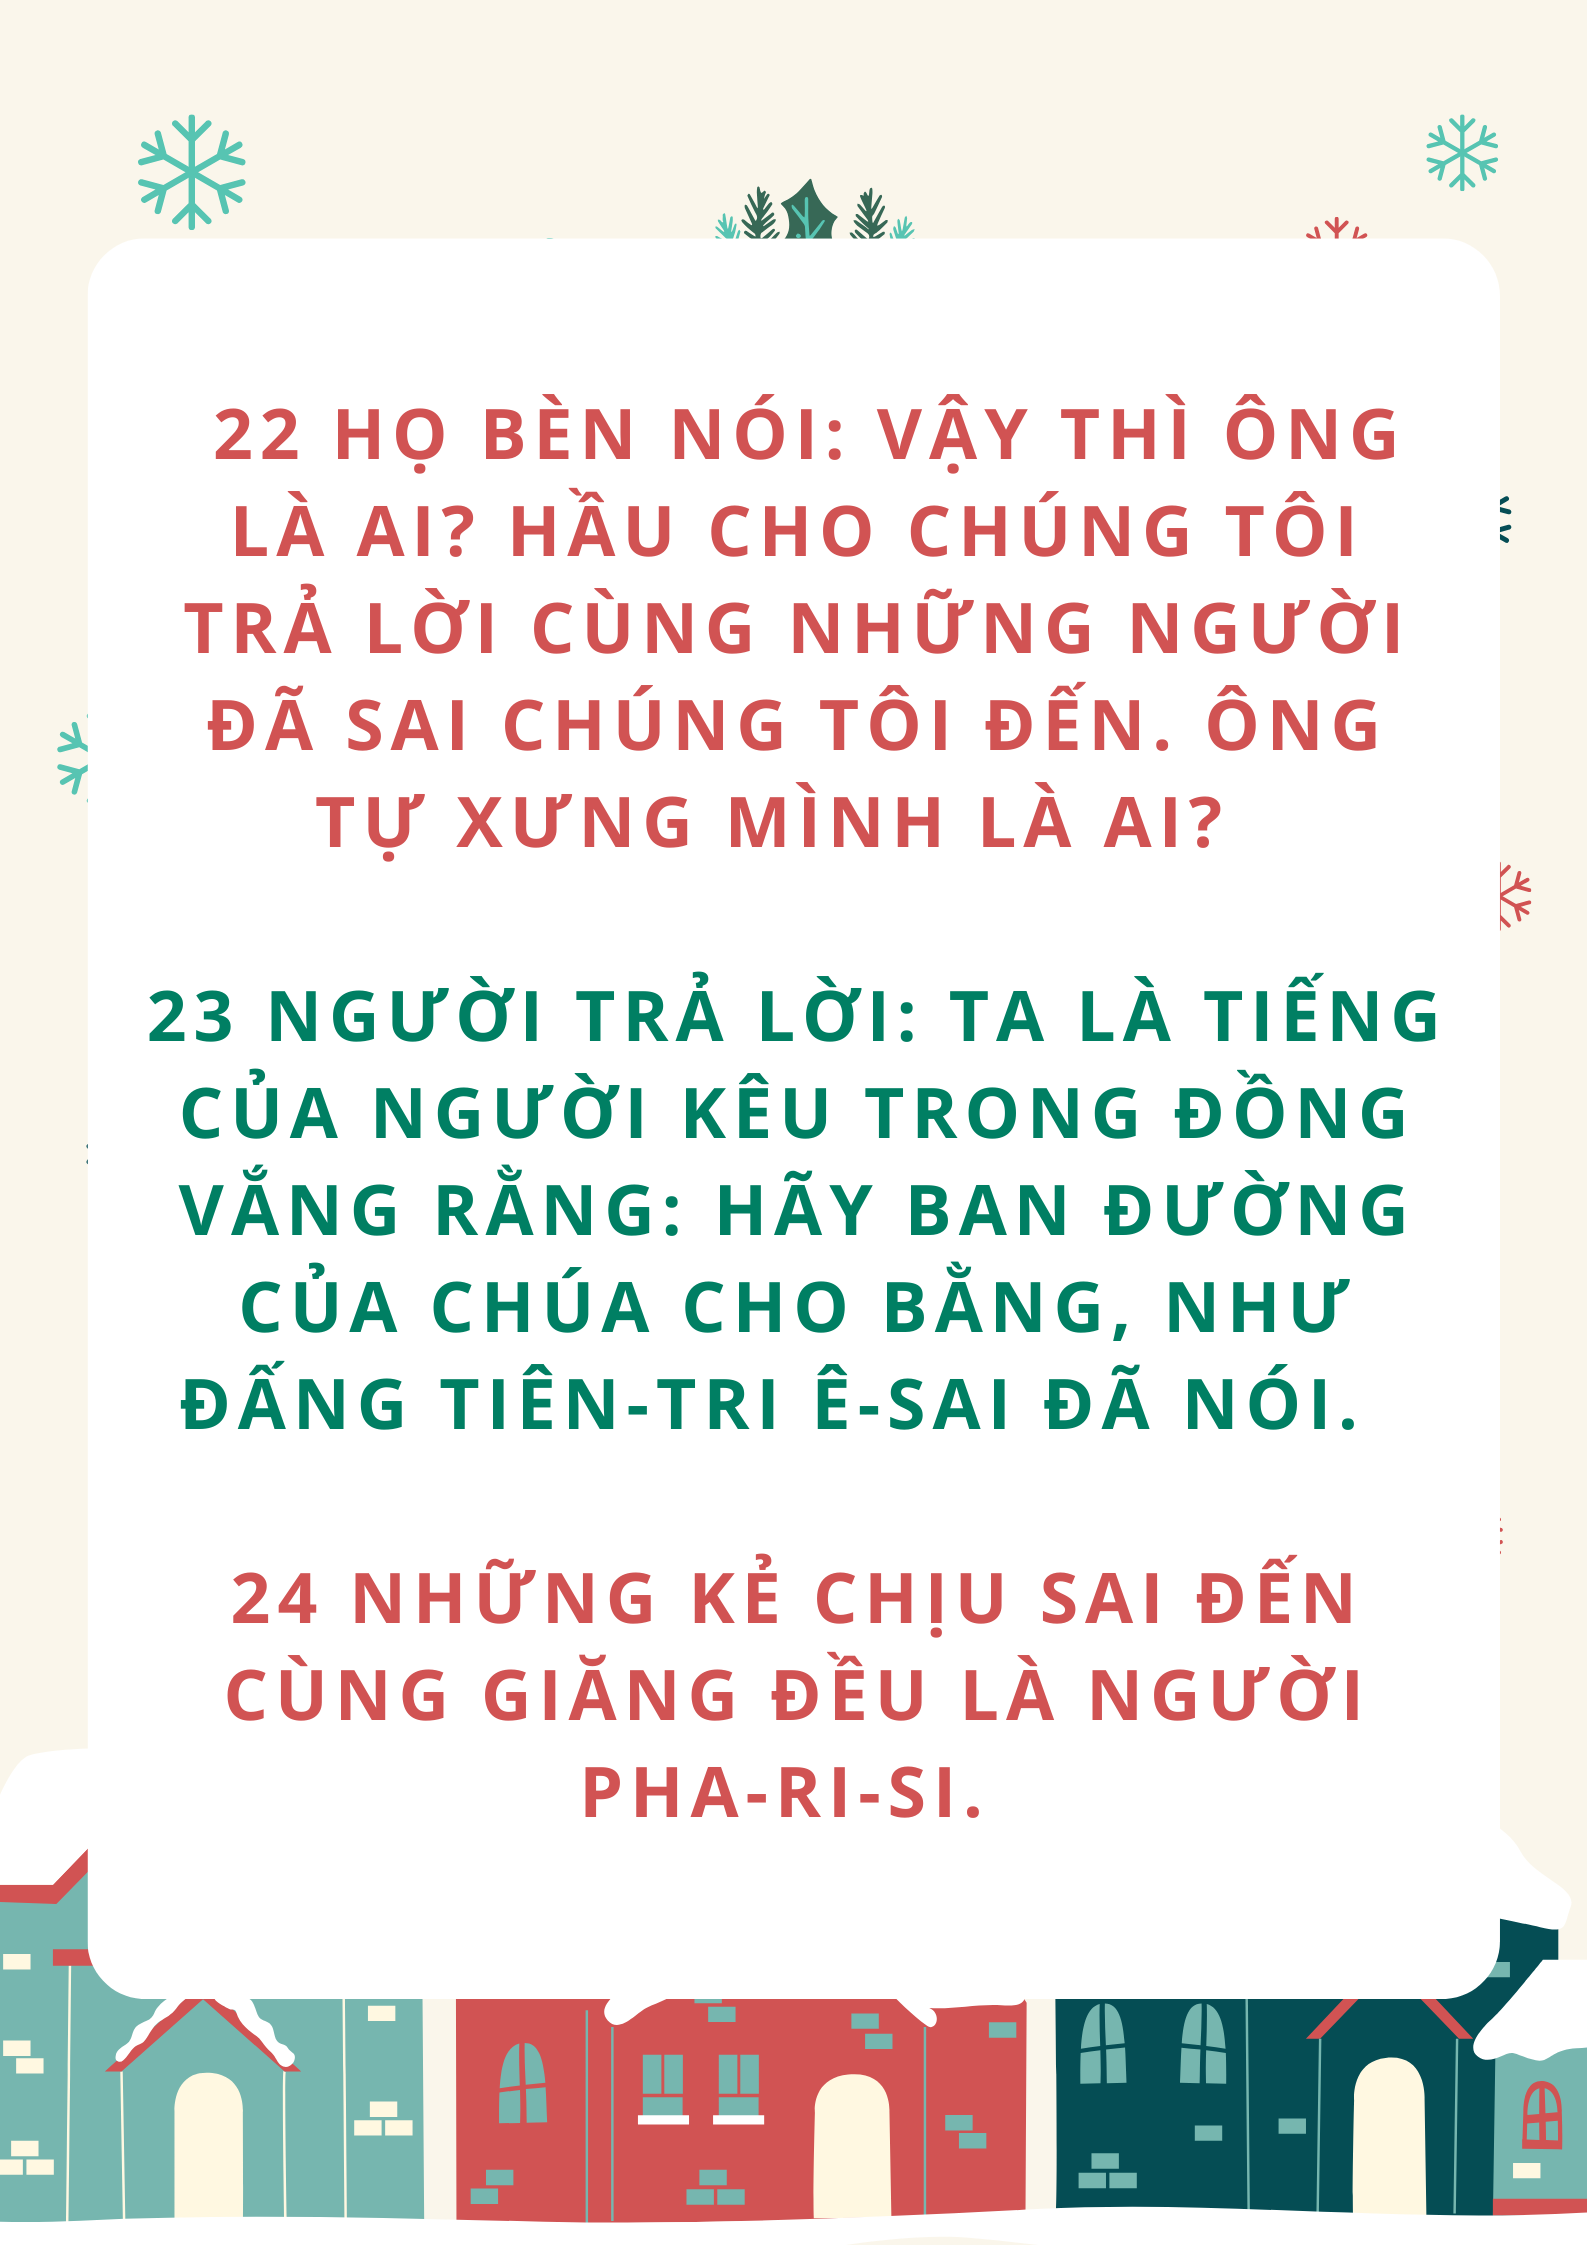 22 HỌ BÈN NÓI: VẬY THÌ ÔNG
LÀ AI? HẦU CHO CHÚNG TÔI
TRẢ LỜI CÙNG NHỮNG NGƯỜI
ĐÃ SAI CHÚNG TÔI ĐẾN. ÔNG
TỰ XƯNG MÌNH LÀ AI?
23 NGƯỜI TRẢ LỜI: TA LÀ TIẾNG
CỦA NGƯỜI KÊU TRONG ĐỒNG
VẮNG RẰNG: HÃY BAN ĐƯỜNG
CỦA CHÚA CHO BẰNG, NHƯ
ĐẤNG TIÊN-TRI Ê-SAI ĐÃ NÓI.
24 NHỮNG KẺ CHỊU SAI ĐẾN
CÙNG GIĂNG ĐỀU LÀ NGƯỜI
PHA-RI-SI.